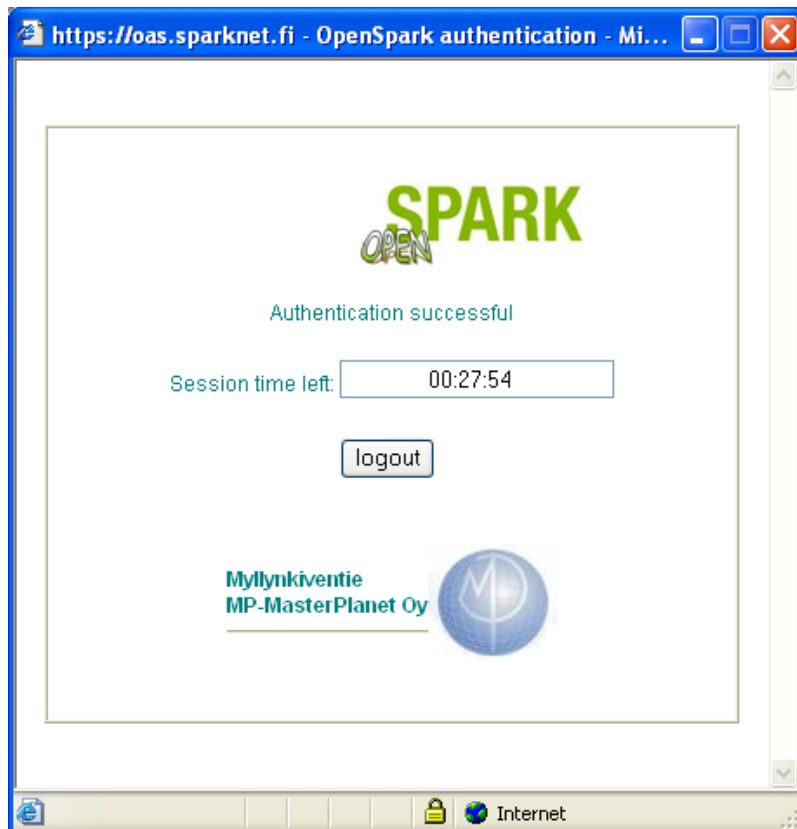 https://oas.sparknet.fi - OpenSpark authentication - Mi...
SPARK
OPEN
Authentication successful
Session time left: 00:27:54
logout
Myllynkiventie
MP-MasterPlanet Oy
Internet